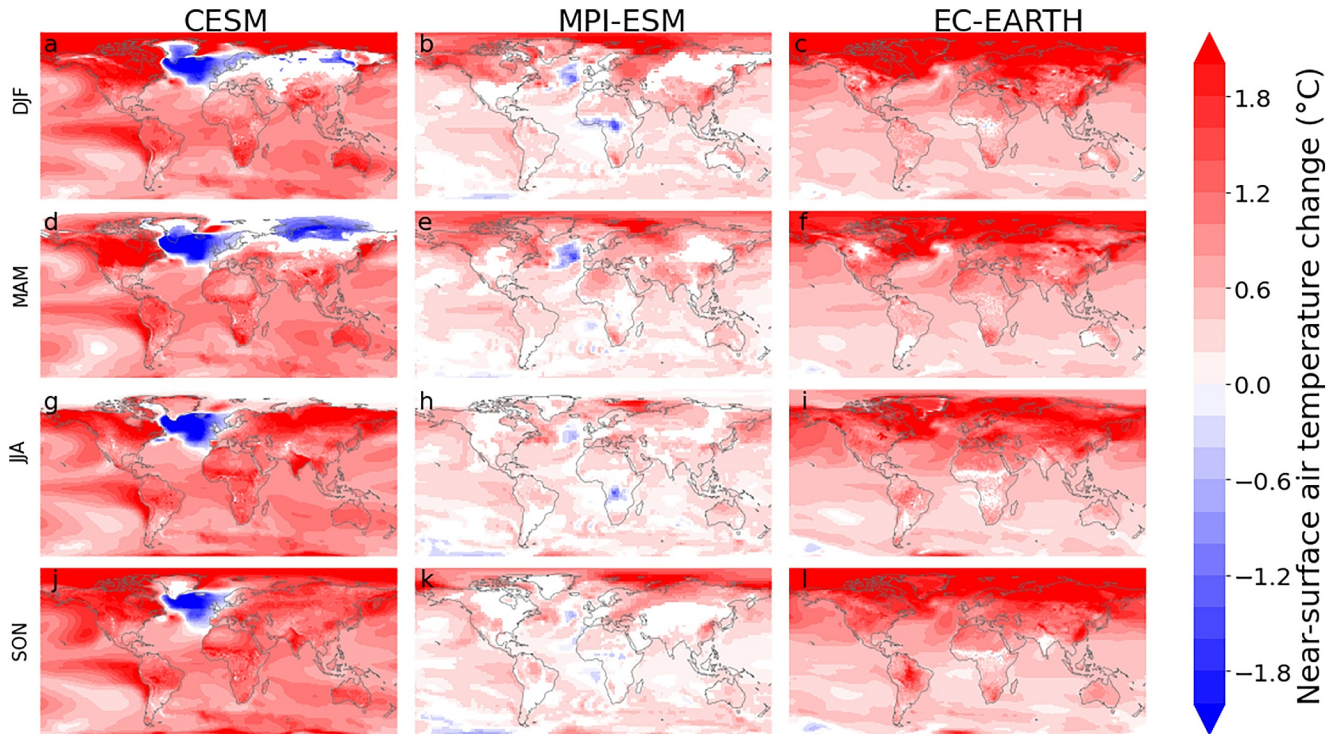 CESM MPI-ESM EC-EARTH
DJF a b c
MAM d e f
JJA g h i
SON j k l
1.8
1.2
0.6
0.0
−0.6
−1.2
−1.8
Near-surface air temperature change (°C)